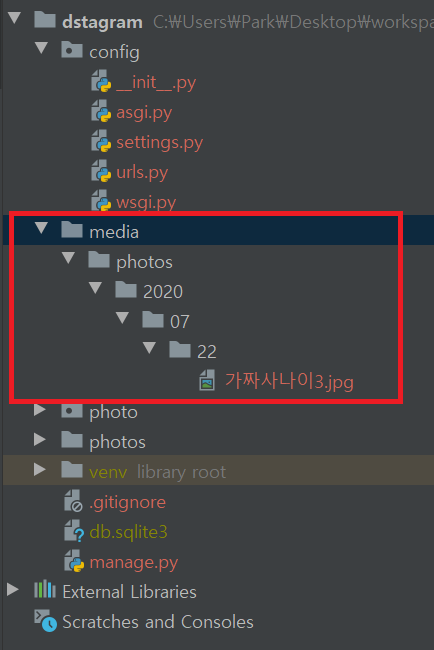 dstagram C:₩Users₩Park₩Desktop₩workspa
config
__init__.py
asgi.py
settings.py
urls.py
wsgi.py
media
photos
2020
07
22
가짜사나이3.jpg
photo
photos
venv library root
.gitignore
db.sqlite3
manage.py
External Libraries
Scratches and Consoles